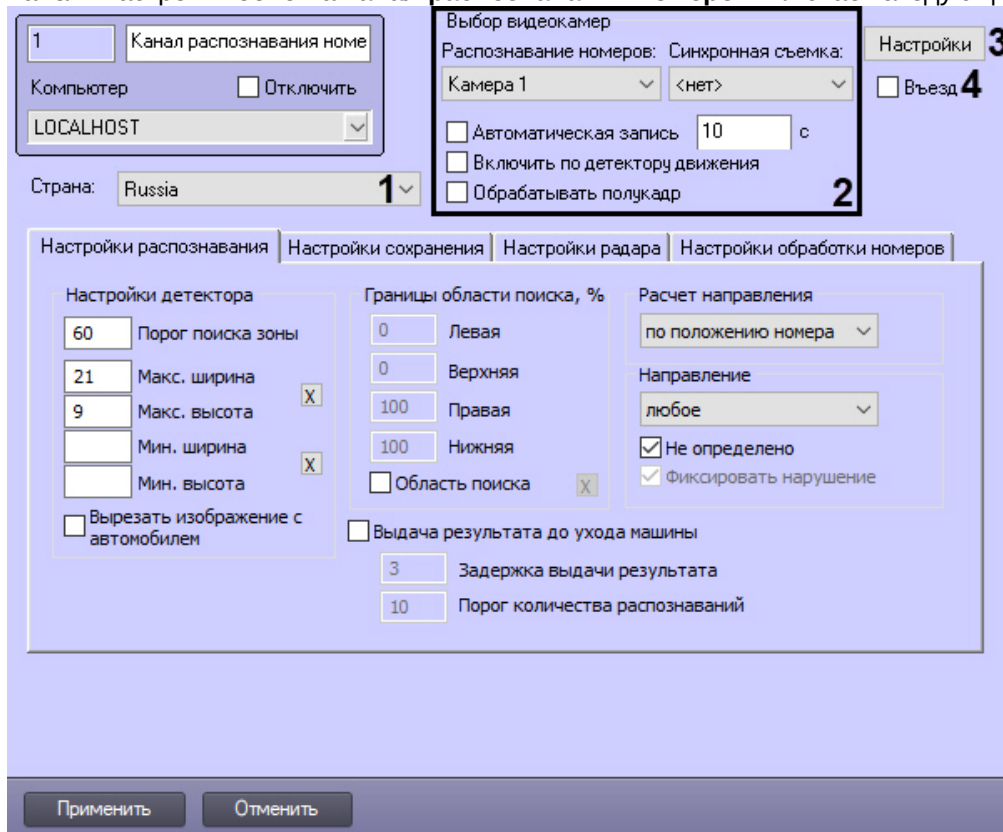 1 Канал распознавания номе
Компьютер Отключить
LOCALHOST
Страна: Russia 1
Выбор видеокамер
Распознавание номеров: Синхронная съемка:
Камера 1 <нет>
Автоматическая запись 10 с
Включить по детектору движения
Обрабатывать полукадр 2
Настройки 3
Въезд 4
Настройки распознавания Настройки сохранения Настройки радара Настройки обработки номеров
Настройки детектора
60 Порог поиска зоны
21 Макс. ширина
X
9 Макс. высота
Мин. ширина
X
Мин. высота
Вырезать изображение с
автомобилем
Границы области поиска, %
0 Левая
0 Верхняя
100 Правая
100 Нижняя
Область поиска X
Расчет направления
по положению номера
Направление
любое
Не определено
Фиксировать нарушение
Выдача результата до ухода машины
3 Задержка выдачи результата
10 Порог количества распознаваний
Применить Отменить